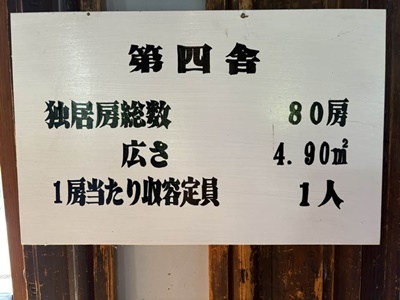 第四舎
独居房総数 80房
広さ 4.90㎡
1房当たり収容定員 1人